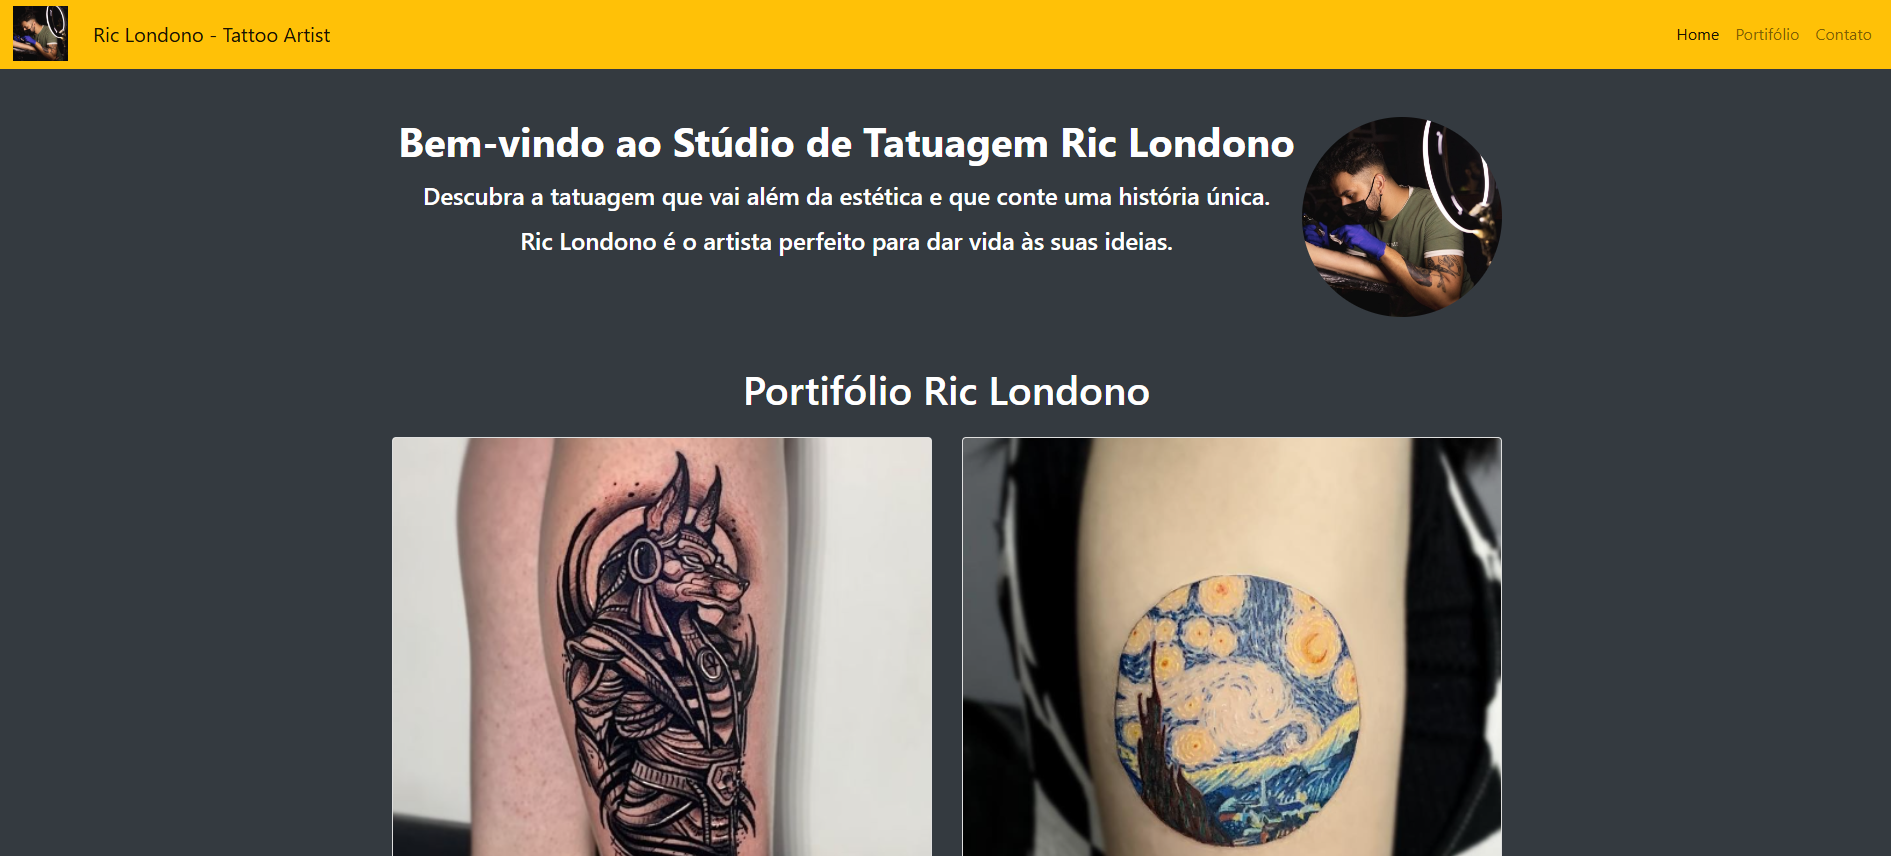 Ric Londono - Tattoo Artist
Home Portifólio Contato
Bem-vindo ao Stúdio de Tatuagem Ric Londono
Descubra a tatuagem que vai além da estética e que conte uma história única.
Ric Londono é o artista perfeito para dar vida às suas ideias.
Portifólio Ric Londono